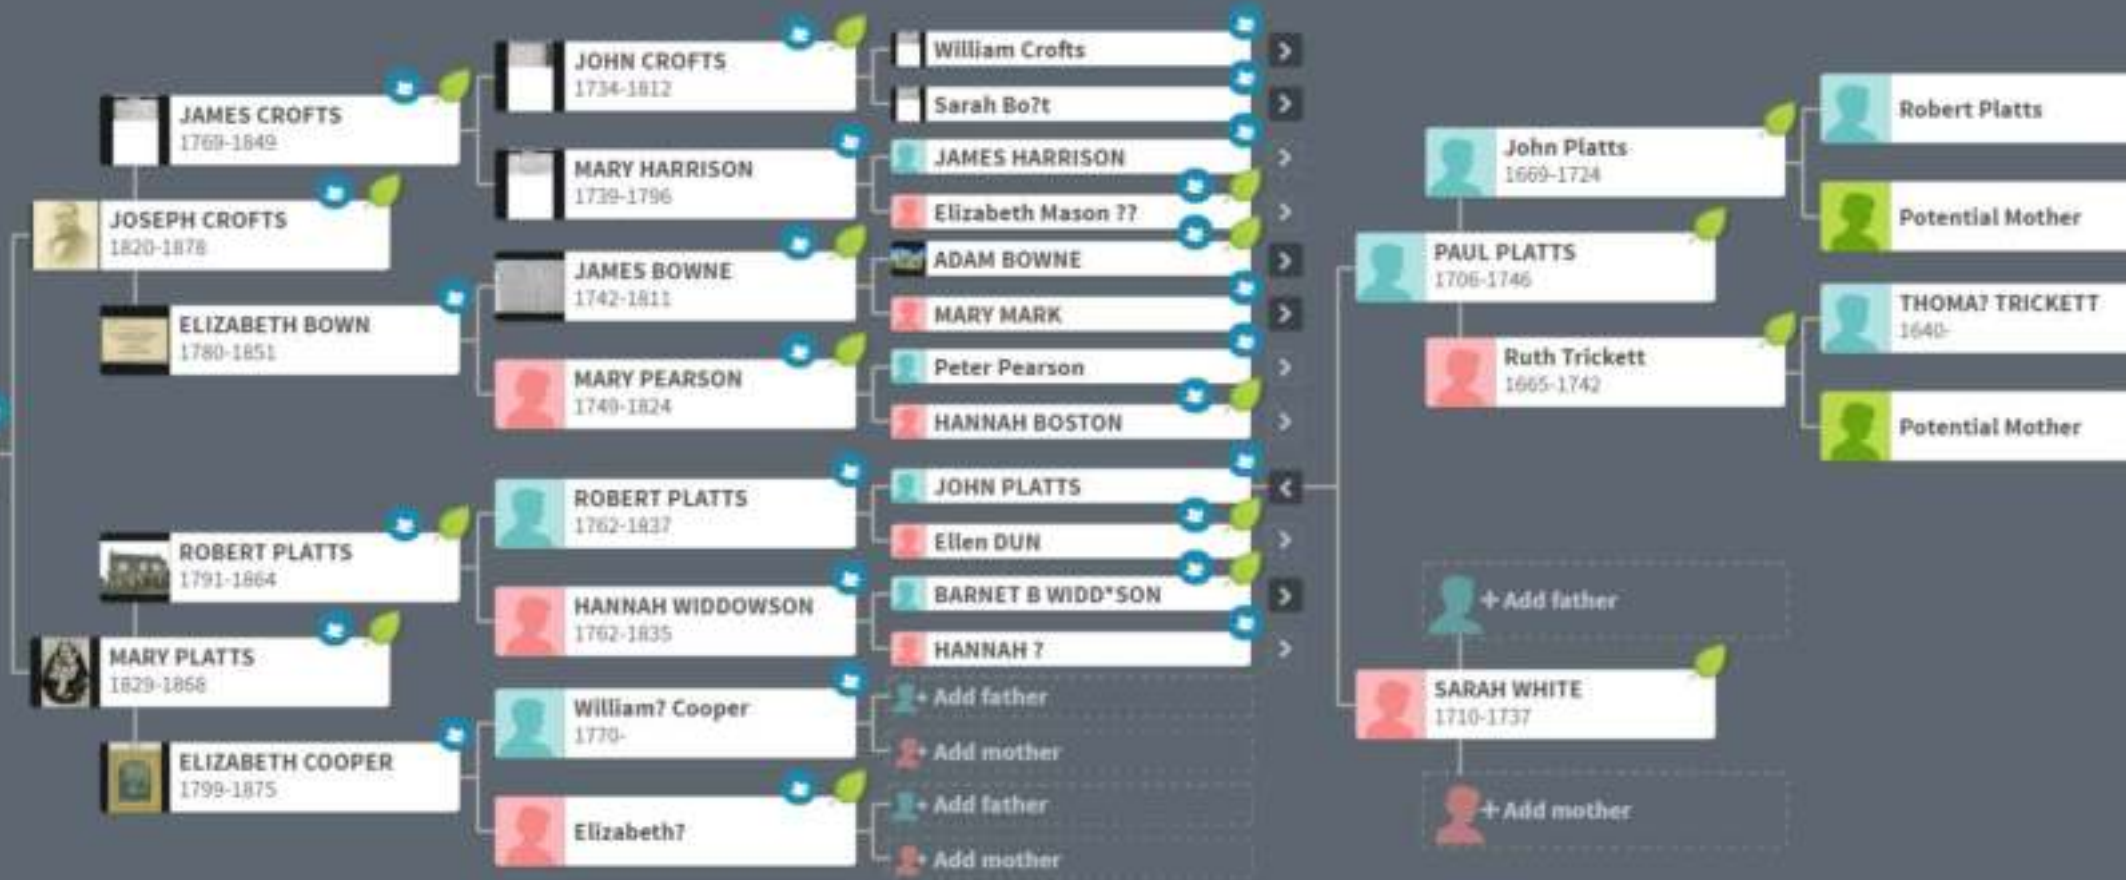 JAMES CROFTS
1769-1849
JOSEPH CROFTS
1820-1878
ELIZABETH BOWN
1780-1851
ROBERT PLATTS
1791-1864
MARY PLATTS
1829-1868
ELIZABETH COOPER
1799-1875
JOHN CROFTS
1734-1812
MARY HARRISON
1739-1796
JAMES BOWNE
1742-1811
MARY PEARSON
1749-1824
ROBERT PLATTS
1762-1837
HANNAH WIDDOWSON
1762-1835
William? Cooper
1770-
Elizabeth?
William Crofts
Sarah Bo?t
JAMES HARRISON
Elizabeth Mason ??
ADAM BOWNE
MARY MARK
Peter Pearson
HANNAH BOSTON
JOHN PLATTS
Ellen DUN
BARNET B WIDD*SON
HANNAH ?
+ Add father
+ Add mother
+ Add father
+ Add mother
John Platts
1669-1724
PAUL PLATTS
1706-1746
Ruth Trickett
1665-1742
+ Add father
SARAH WHITE
1710-1737
+ Add mother
Robert Platts
Potential Mother
THOMA? TRICKETT
1640-
Potential Mother